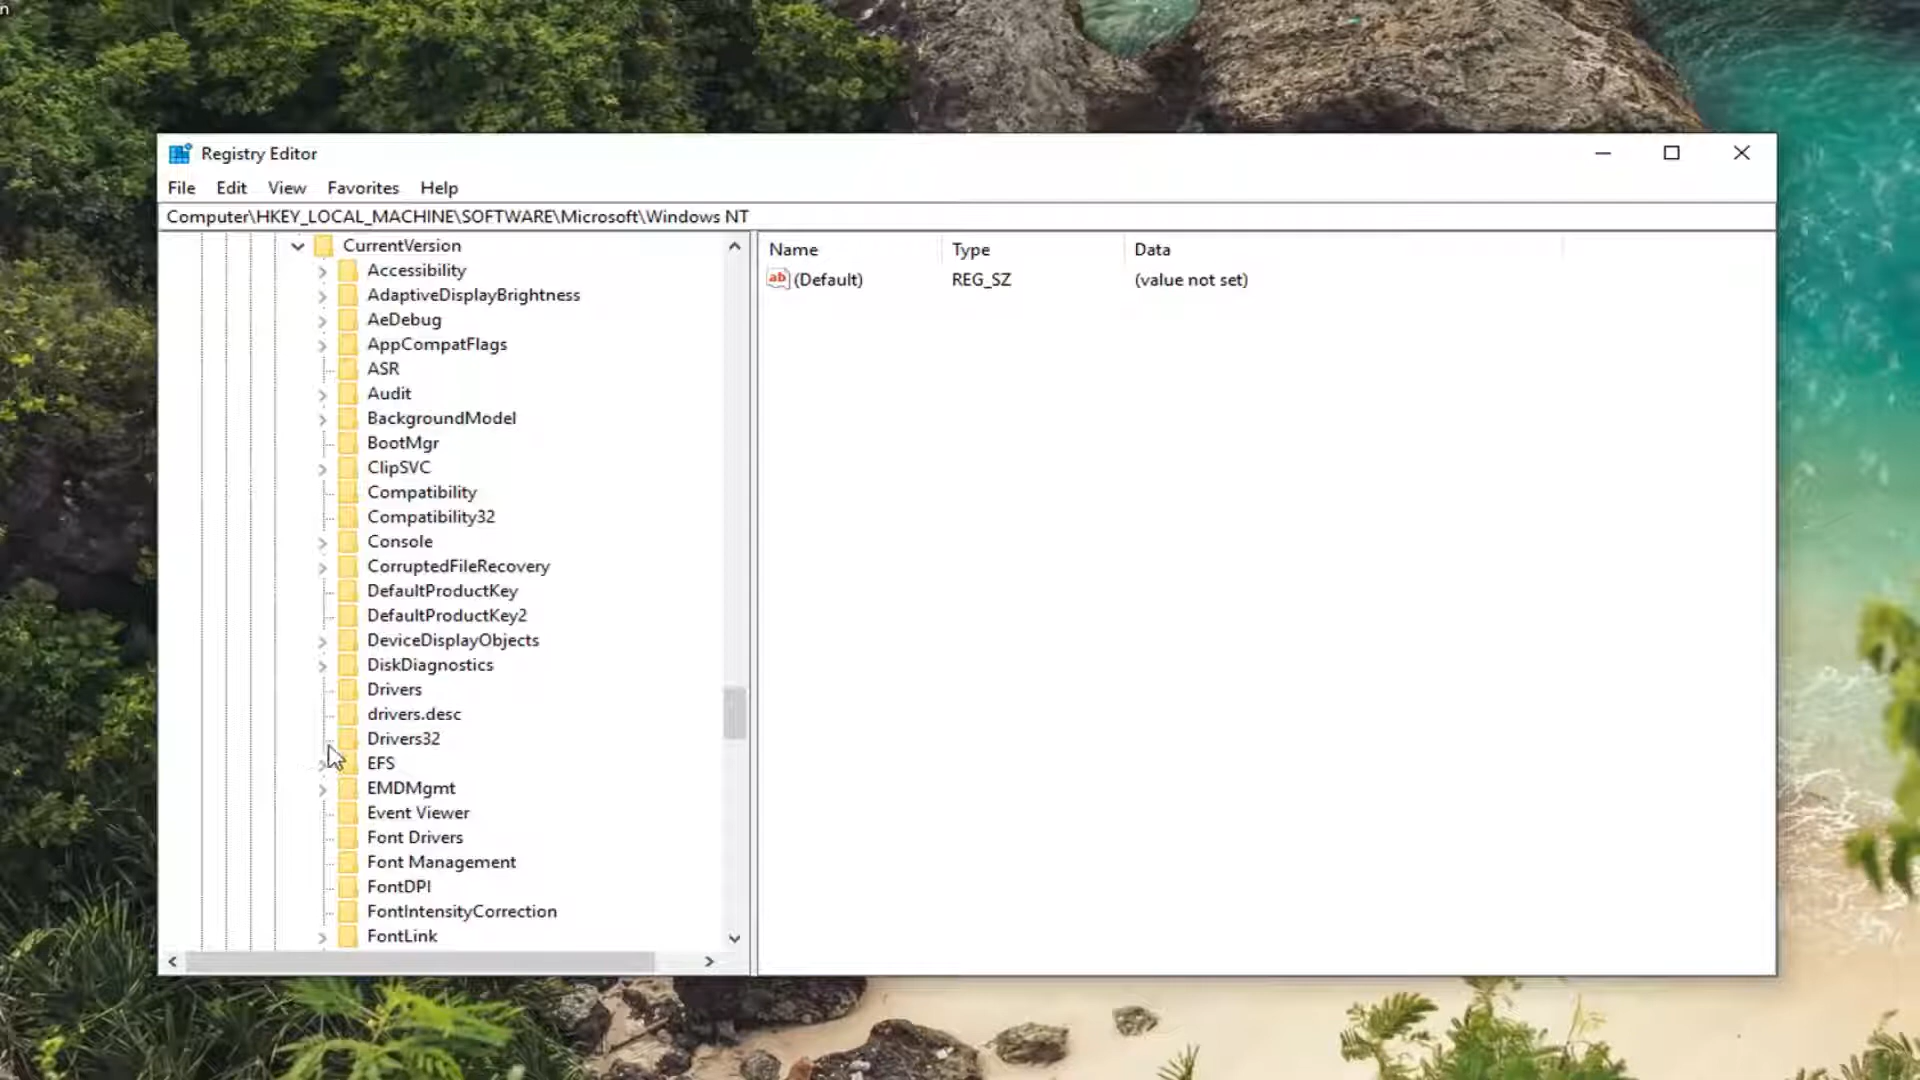 n
Registry Editor
File Edit View Favorites Help
Computer\HKEY_LOCAL_MACHINE\SOFTWARE\Microsoft\Windows NT
CurrentVersion
Accessibility
AdaptiveDisplayBrightness
AeDebug
AppCompatFlags
ASR
Audit
BackgroundModel
BootMgr
ClipSVC
Compatibility
Compatibility32
Console
CorruptedFileRecovery
DefaultProductKey
DefaultProductKey2
DeviceDisplayObjects
DiskDiagnostics
Drivers
drivers.desc
Drivers32
EFS
EMDMgmt
Event Viewer
Font Drivers
Font Management
FontDPI
FontIntensityCorrection
FontLink
Name Type Data
ab (Default) REG_SZ (value not set)